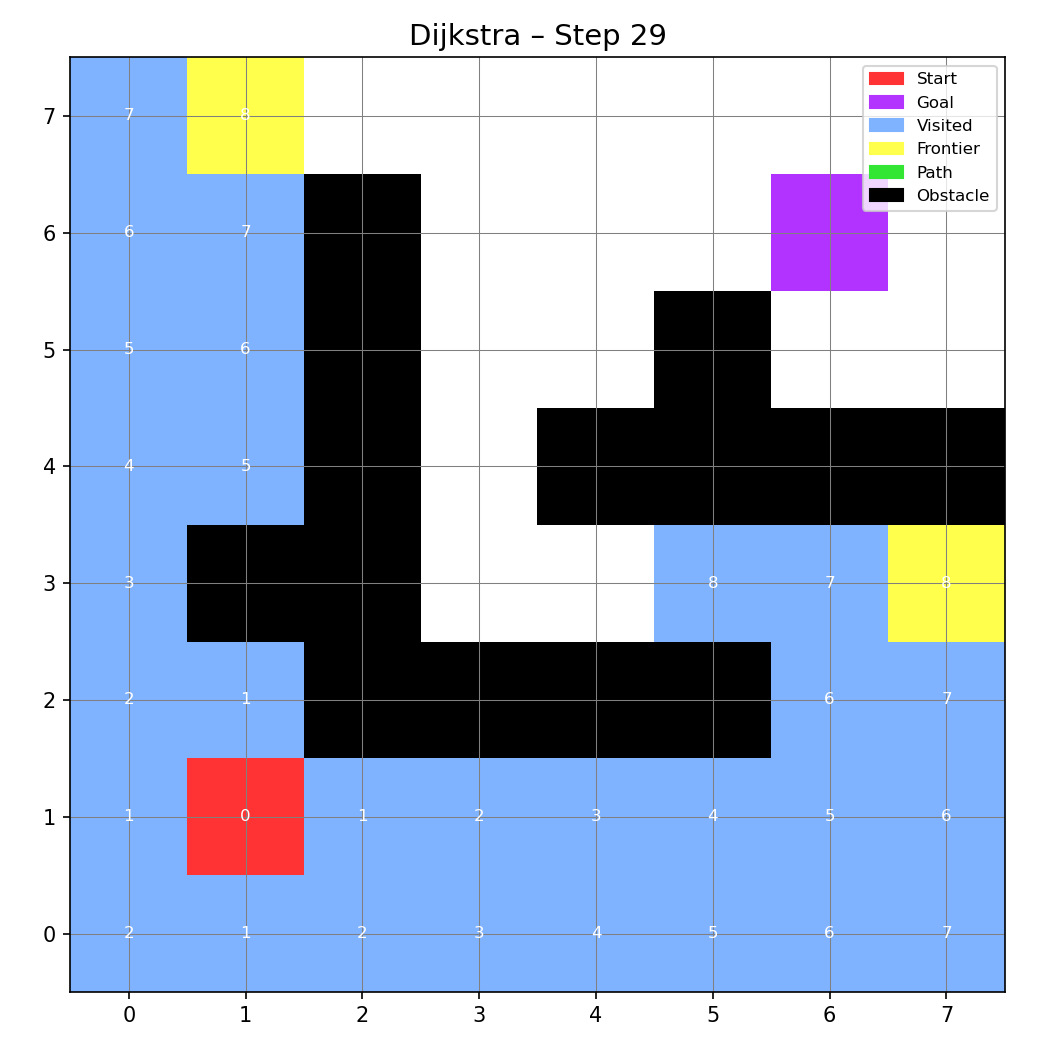 Dijkstra – Step 29
Start
Goal
Visited
Frontier
Path
Obstacle
7 7 8
6 6 7
5 5 6
4 4 5
3 3 8 7 8
2 2 1 6 7
1 1 0 1 2 3 4 5 6
0 2 1 2 3 4 5 6 7
0 1 2 3 4 5 6 7